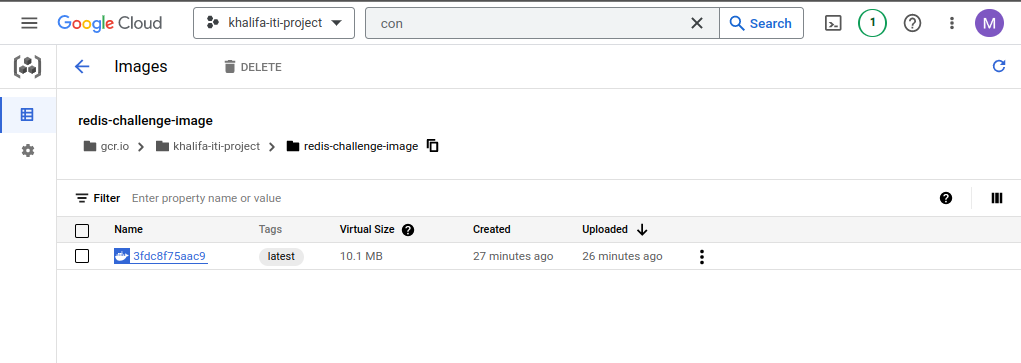 Google Cloud khalifa-iti-project con Search 1 M
Images DELETE
redis-challenge-image
gcr.io khalifa-iti-project redis-challenge-image
Filter Enter property name or value
Name Tags Virtual Size Created Uploaded
3fdc8f75aac9 latest 10.1 MB 27 minutes ago 26 minutes ago